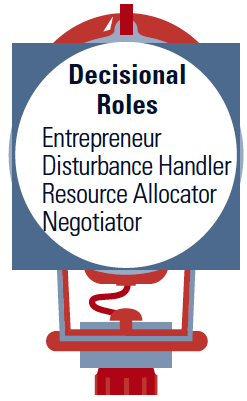 Decisional
Roles
Entrepreneur
Disturbance Handler
Resource Allocator
Negotiator